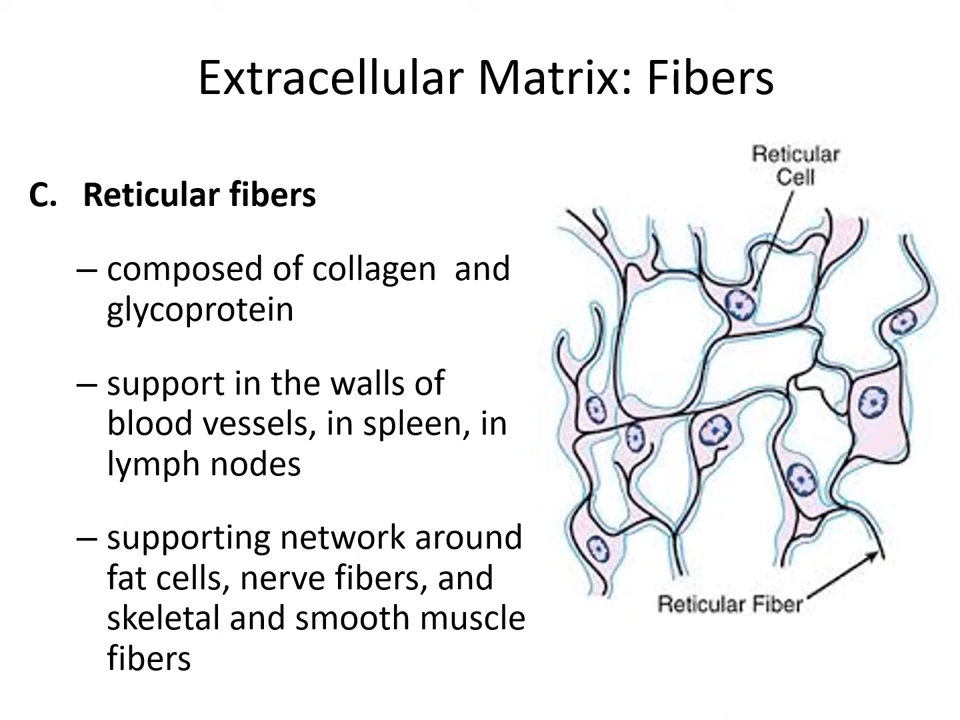 Extracellular Matrix: Fibers
C. Reticular fibers
– composed of collagen  and
glycoprotein
– support in the walls of
blood vessels, in spleen, in
lymph nodes
– supporting network around
fat cells, nerve fibers, and
skeletal and smooth muscle
fibers
Reticular
Cell
Reticular Fiber